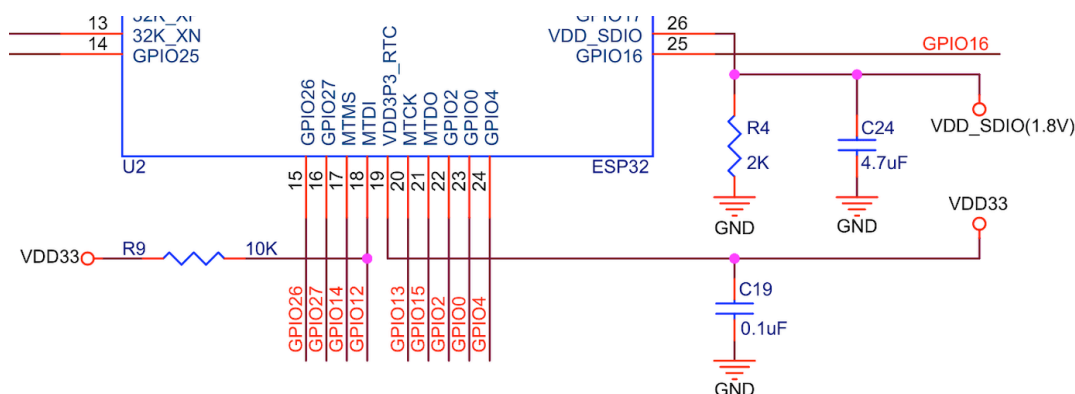 13
32K_XN
14
GPIO25
26
VDD_SDIO
25
GPIO16
GPIO16
GPIO26
GPIO27
MTMS
MTDI
VDD3P3_RTC
MTCK
MTDO
GPIO2
GPIO0
GPIO4
U2
ESP32
15
16
17
18
19
20
21
22
23
24
R4
2K
GND
C24
4.7uF
GND
VDD_SDIO(1.8V)
VDD33
VDD33
R9
10K
GPIO26
GPIO27
GPIO14
GPIO12
GPIO13
GPIO15
GPIO2
GPIO0
GPIO4
C19
0.1uF
GND